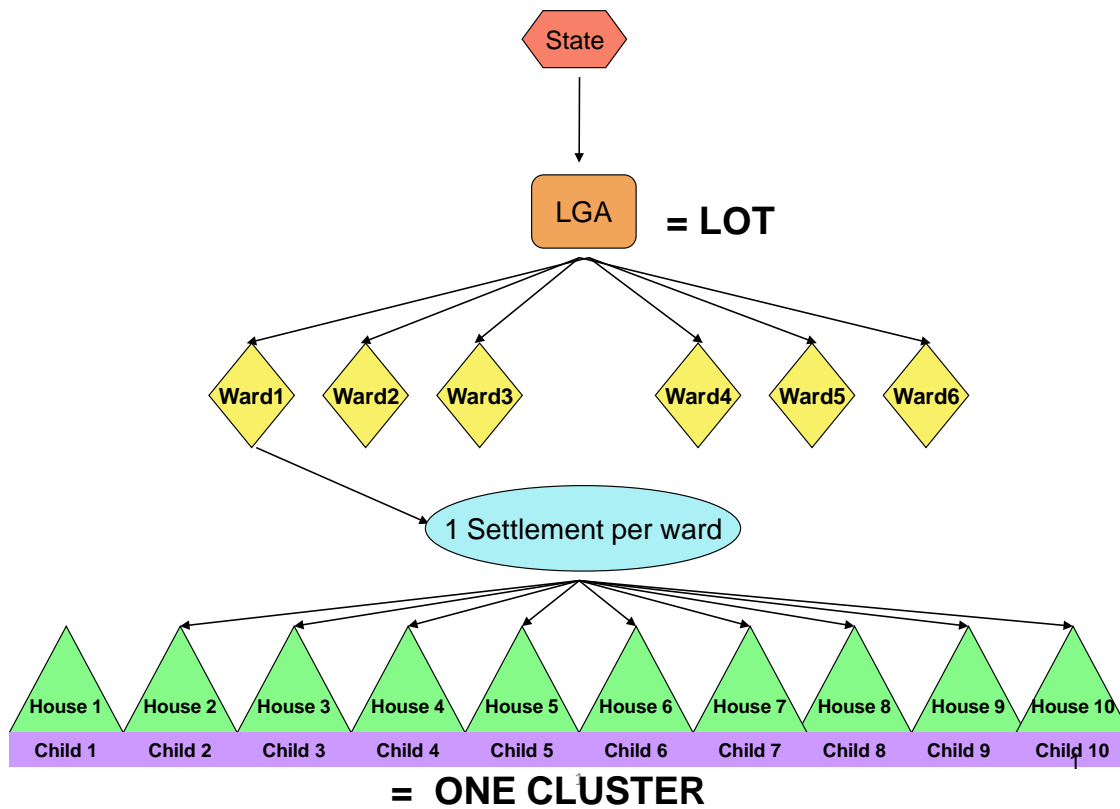 State
LGA
= LOT
Ward1 Ward2 Ward3 Ward4 Ward5 Ward6
1 Settlement per ward
House 1 House 2 House 3 House 4 House 5 House 6 House 7 House 8 House 9 House 10
Child 1 Child 2 Child 3 Child 4 Child 5 Child 6 Child 7 Child 8 Child 9 Child 10
1
1
= ONE CLUSTER